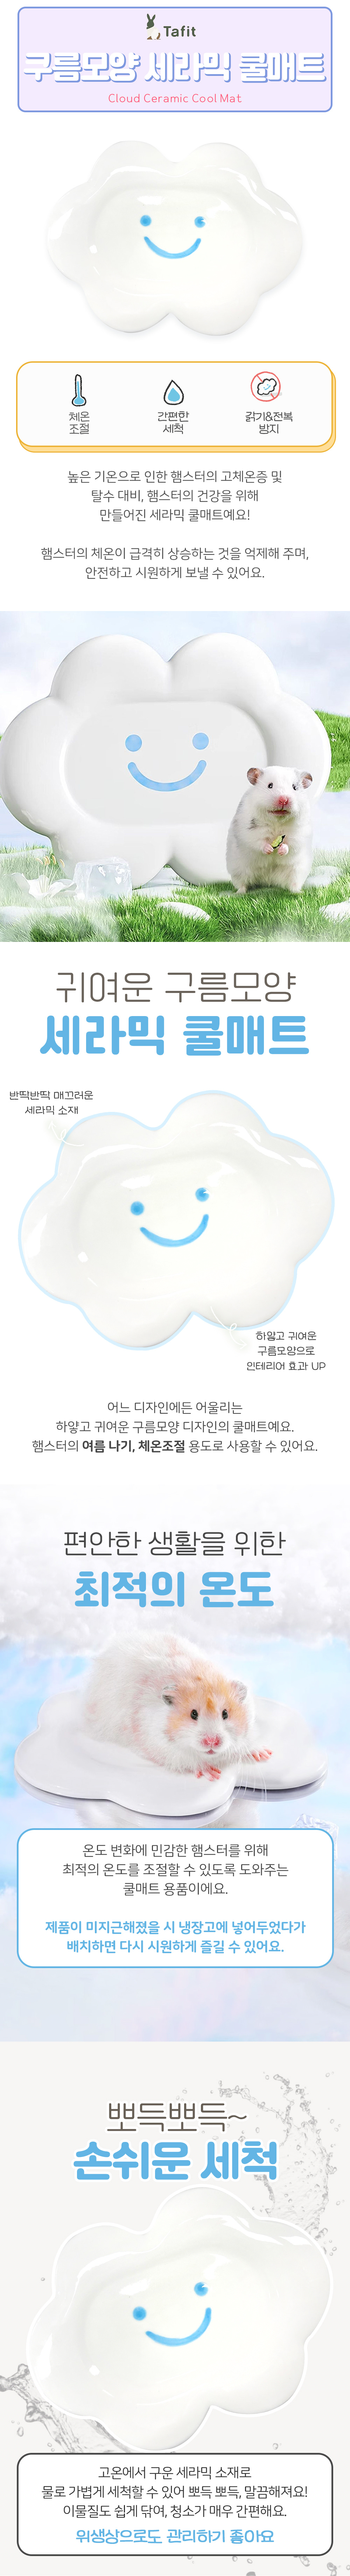 Tafit
구름모양 세라믹 쿨매트
Cloud Ceramic Cool Mat
체온
조절
간편한
세척
긁기&전복
방지
높은 기온으로 인한 햄스터의 고체온증 및
탈수 대비, 햄스터의 건강을 위해
만들어진 세라믹 쿨매트예요!
햄스터의 체온이 급격히 상승하는 것을 억제해 주며,
안전하고 시원하게 보낼 수 있어요.
귀여운 구름모양
세라믹 쿨매트
반딱반딱 매끄러운
세라믹 소재
하얗고 귀여운
구름모양으로
인테리어 효과 UP
어느 디자인에든 어울리는
하얗고 귀여운 구름모양 디자인의 쿨매트예요.
햄스터의 여름 나기, 체온조절 용도로 사용할 수 있어요.
편안한 생활을 위한
최적의 온도
온도 변화에 민감한 햄스터를 위해
최적의 온도를 조절할 수 있도록 도와주는
쿨매트 용품이에요.
제품이 미지근해졌을 시 냉장고에 넣어두었다가
배치하면 다시 시원하게 즐길 수 있어요.
뽀득뽀득~
손쉬운 세척
고온에서 구운 세라믹 소재로
물로 가볍게 세척할 수 있어 뽀득 뽀득, 말끔해져요!
이물질도 쉽게 닦여, 청소가 매우 간편해요.
위생상으로도 관리하기 좋아요